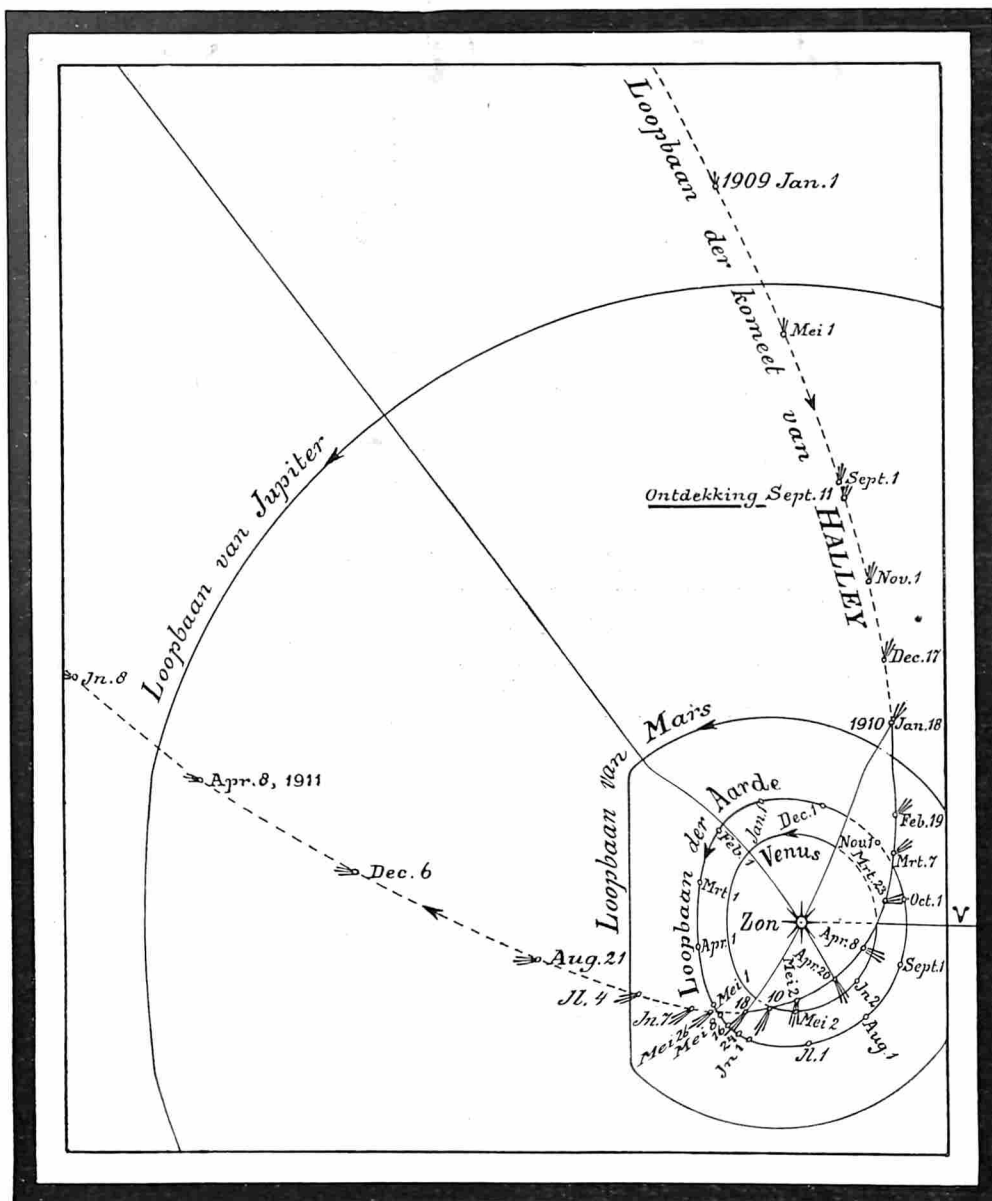 Loopbaan der komeet van HALLEY
1909 Jan.1
Mei 1
Sept.1
Ontdekking Sept.11
Nov.1
Dec.17
1910 Jan.18
Feb.19
Mrt.7
Mrt.23
Apr.8
Apr.20
Mei 2
10
18
Mei 26
Jn.7
Jl.4
Aug.21
Dec.6
Apr.8, 1911
Jn.8
Loopbaan van Jupiter
Loopbaan van Mars
Loopbaan der Aarde
Venus
Zon
V
Oct.1
Nov.1
Dec.1
Jan.1
Feb.1
Mrt 1
Apr.1
Mei 1
Mei 8
16
24
Jn 1
Jl.1
Aug.1
Sept.1
Mei 2
Jn.2